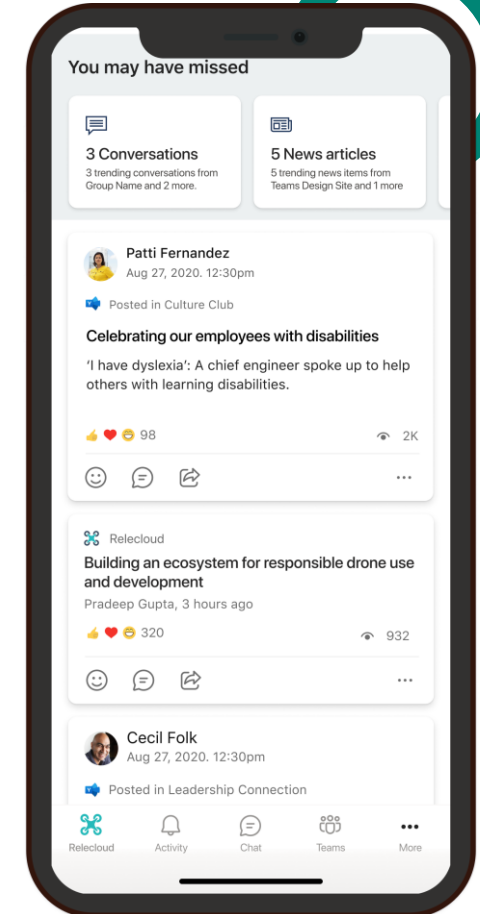 You may have missed
3 Conversations
3 trending conversations from
Group Name and 2 more.
5 News articles
5 trending news items from
Teams Design Site and 1 more
Patti Fernandez
Aug 27, 2020. 12:30pm
Posted in Culture Club
Celebrating our employees with disabilities
‘I have dyslexia’: A chief engineer spoke up to help
others with learning disabilities.
98
2K
Relecloud
Building an ecosystem for responsible drone use
and development
Pradeep Gupta, 3 hours ago
320
932
Cecil Folk
Aug 27, 2020. 12:30pm
Posted in Leadership Connection
Relecloud
Activity
Chat
Teams
More